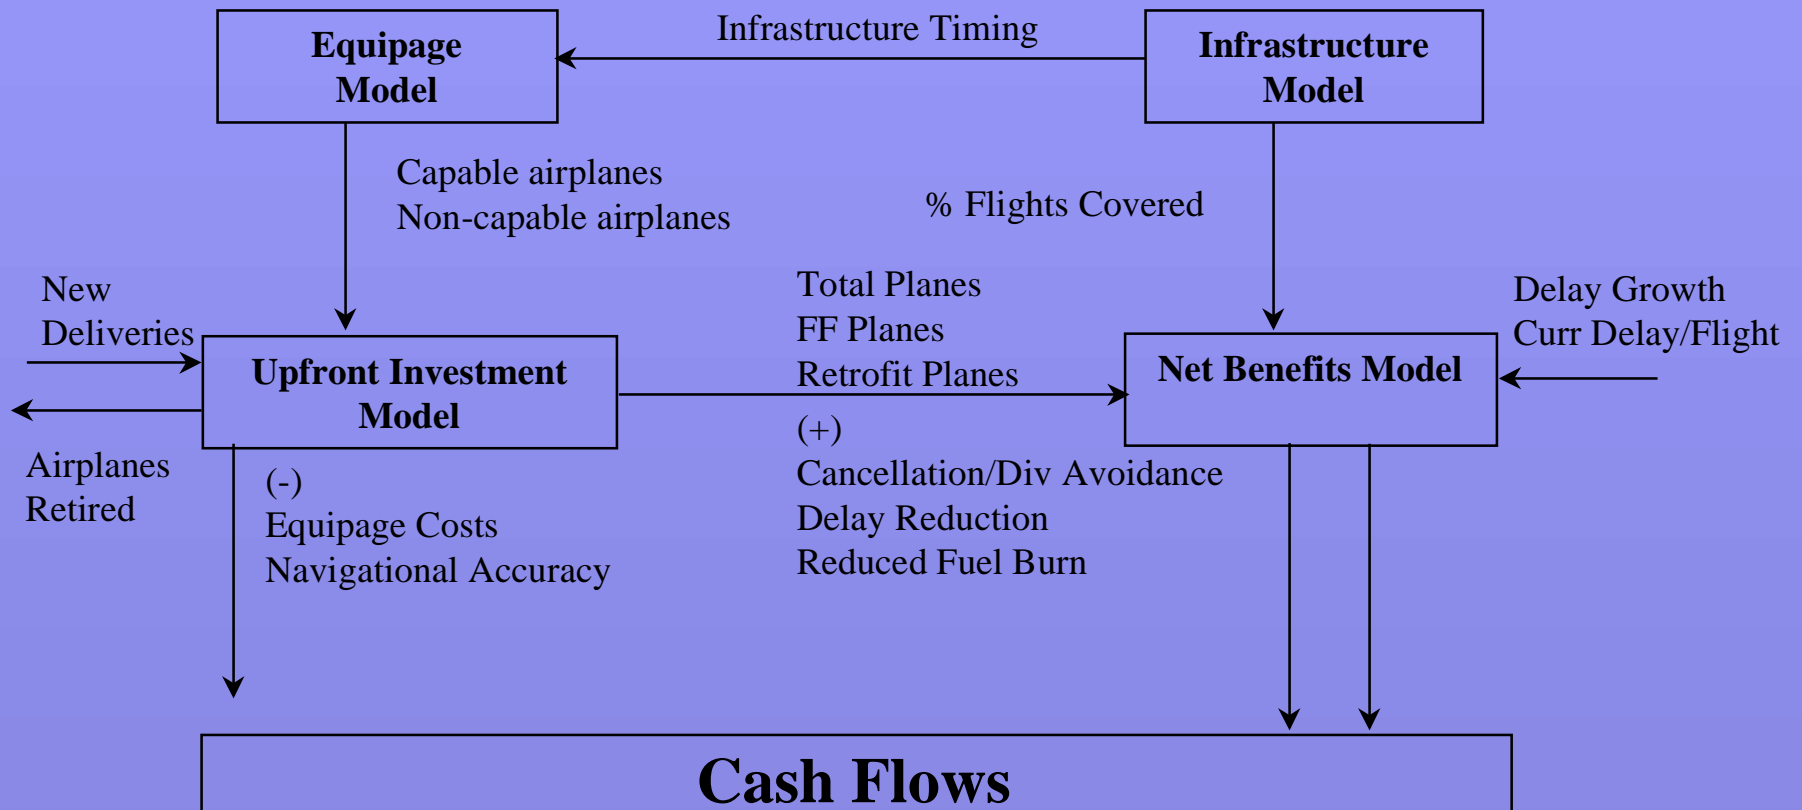 Equipage
Model
Infrastructure Timing
Infrastructure
Model
Capable airplanes
Non-capable airplanes
% Flights Covered
New
Deliveries
Total Planes
FF Planes
Retrofit Planes
Delay Growth
Curr Delay/Flight
Upfront Investment
Model
Net Benefits Model
Airplanes
Retired
(-)
Equipage Costs
Navigational Accuracy
(+)
Cancellation/Div Avoidance
Delay Reduction
Reduced Fuel Burn
Cash Flows